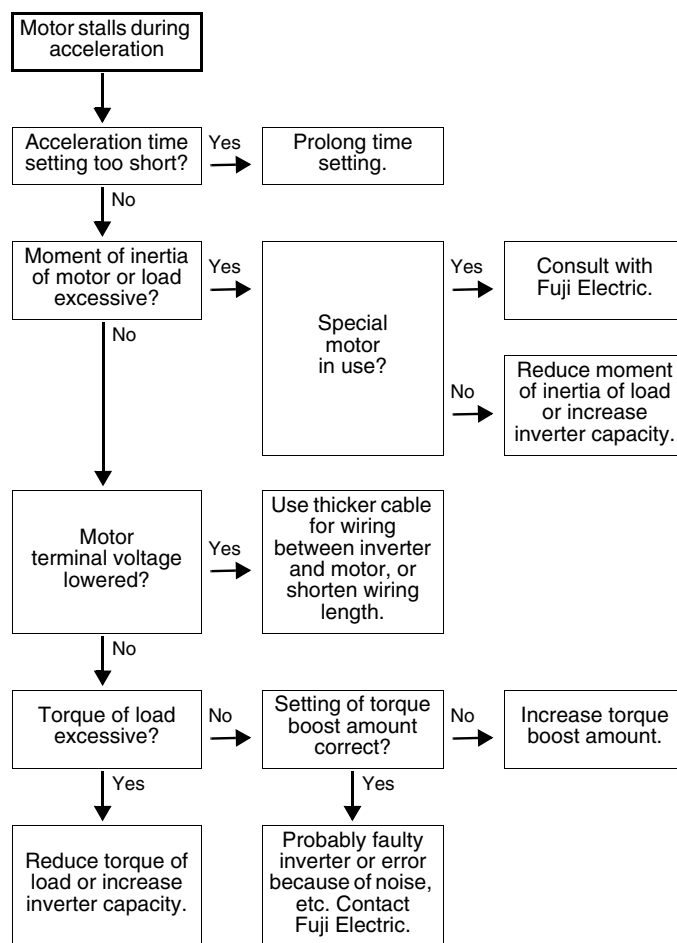 Motor stalls during
acceleration
Acceleration time
setting too short?
Yes
Prolong time
setting.
No
Moment of inertia
of motor or load
excessive?
Yes
Special
motor
in use?
Yes
Consult with
Fuji Electric.
No
Reduce moment
of inertia of load
or increase
inverter capacity.
No
Motor
terminal voltage
lowered?
Yes
Use thicker cable
for wiring
between inverter
and motor, or
shorten wiring
length.
No
Torque of load
excessive?
No
Setting of torque
boost amount
correct?
No
Increase torque
boost amount.
Yes
Reduce torque of
load or increase
inverter capacity.
Yes
Probably faulty
inverter or error
because of noise,
etc. Contact
Fuji Electric.